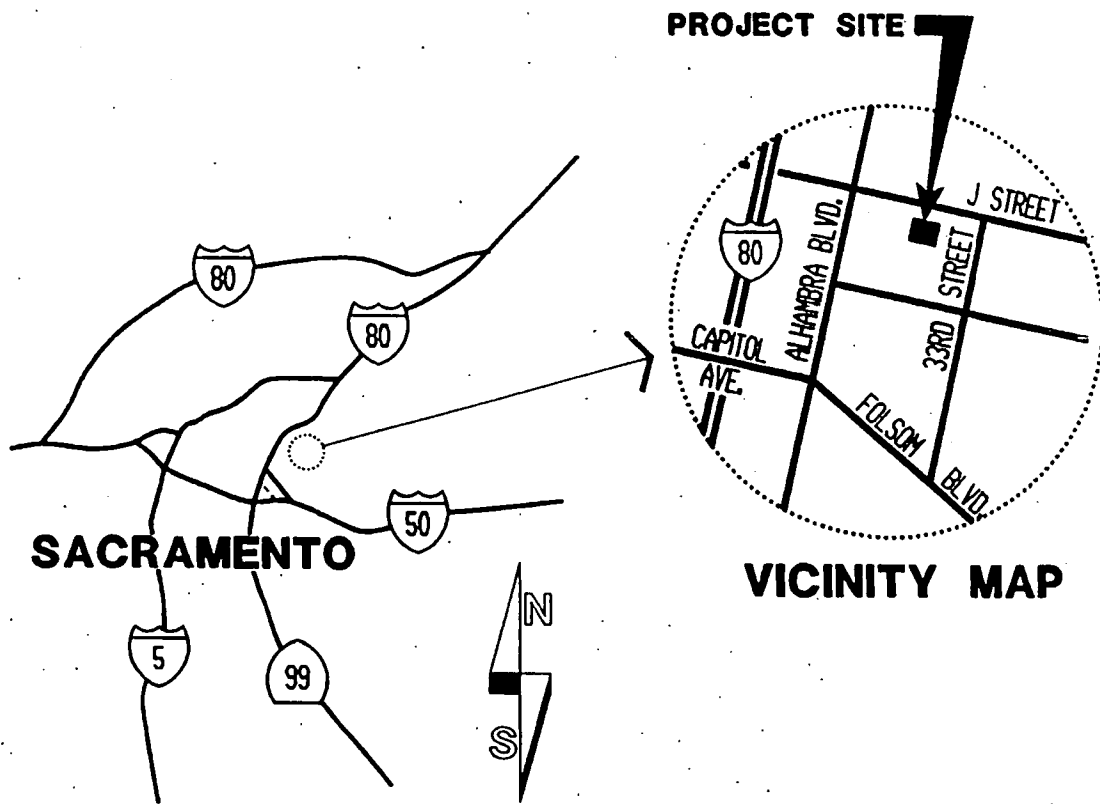 PROJECT SITE
J STREET
80
ALHAMBRA BLVD.
33RD STREET
CAPITOL
AVE.
FOLSOM BLVD.
VICINITY MAP
80
80
50
SACRAMENTO
5
99
N
S